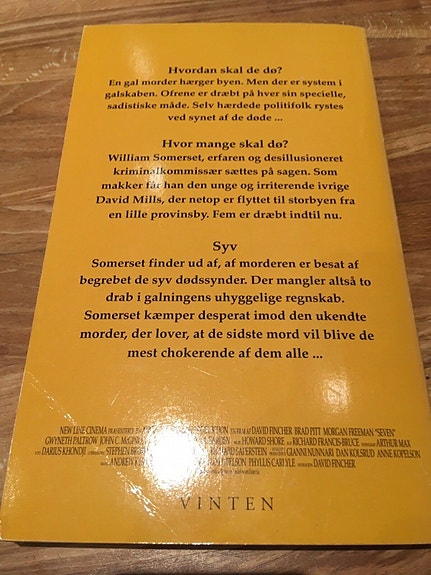 Hvordan skal de dø?
En gal morder hærger byen. Men der er system i
galskaben. Ofrene er dræbt på hver sin specielle,
sadistiske måde. Selv hærdede politifolk rystes
ved synet af de døde ...
Hvor mange skal dø?
William Somerset, erfaren og desillusioneret
kriminalkommissær sættes på sagen. Som
makker får han den unge og irriterende ivrige
David Mills, der netop er flyttet til storbyen fra
en lille provinsby. Fem er dræbt indtil nu.
Syv
Somerset finder ud af, af morderen er besat af
begrebet de syv dødssynder. Der mangler altså to
drab i galningens uhyggelige regnskab.
Somerset kæmper desperat imod den ukendte
morder, der lover, at de sidste mord vil blive de
mest chokerende af dem alle ...
NEW LINE CINEMA EN FILM AF DAVID FINCHER BRAD PITT MORGAN FREEMAN "SEVEN"
GWYNETH PALTROW JOHN C. HOWARD SHORE RICHARD FRANCIS-BRUCE ARTHUR MAX
DARIUS KHONDJI STEPHEN GIANNI NUNNARI DAN KOLSRUD ANNE KOPELSON
PHYLLIS CARLYLE DAVID FINCHER
VINTEN